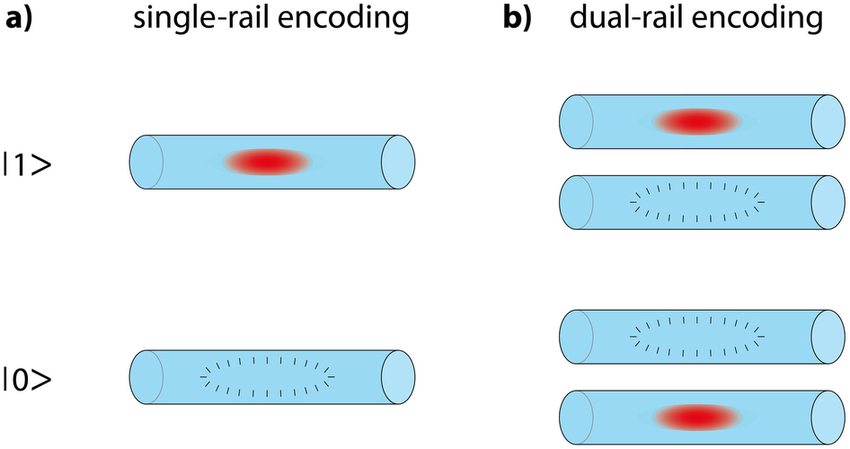 a) single-rail encoding
b) dual-rail encoding
|1>
|0>